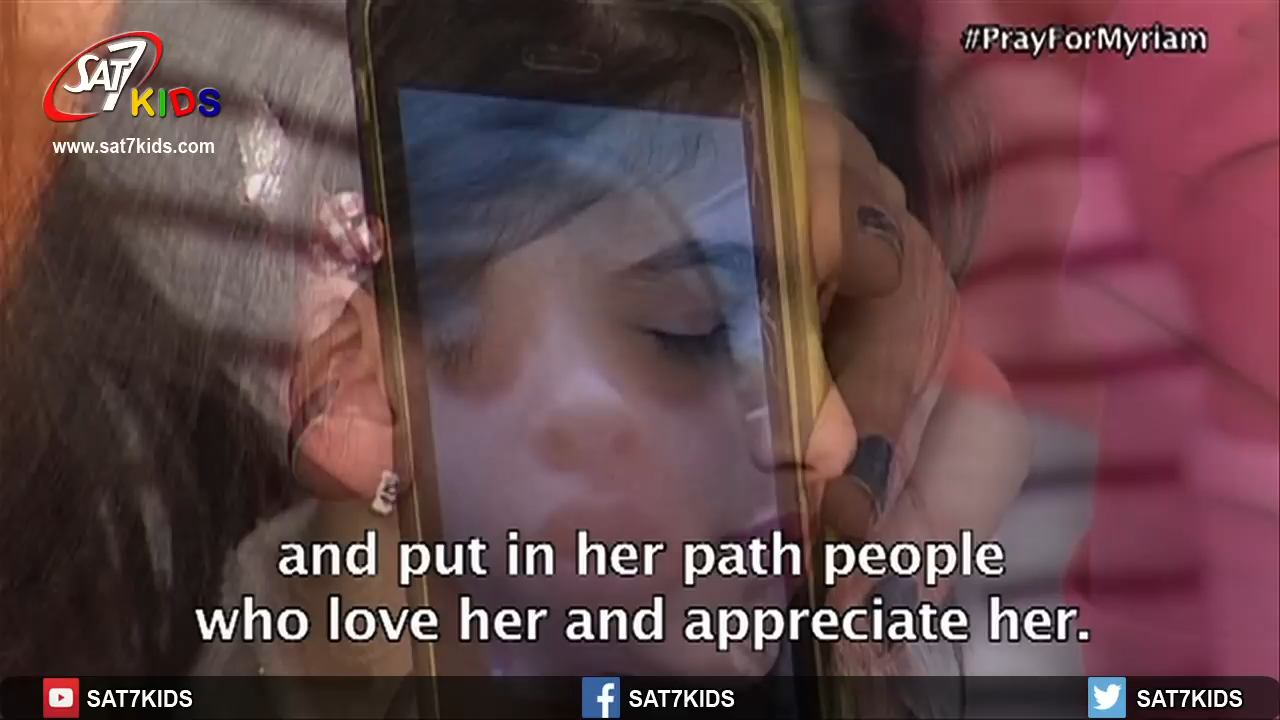 #PrayForMyriam
SAT7
KIDS
www.sat7kids.com
and put in her path people
who love her and appreciate her.
SAT7KIDS
SAT7KIDS
SAT7KIDS